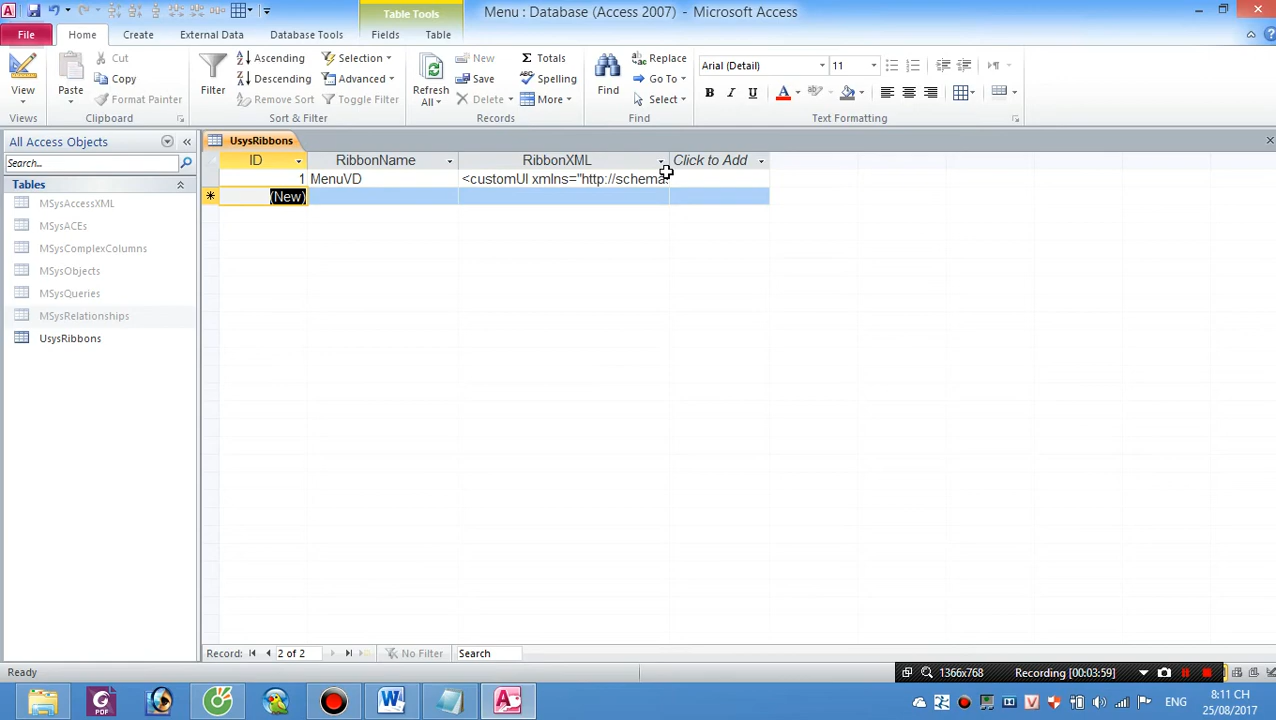 Table Tools
Menu : Database (Access 2007) - Microsoft Access
File Home Create External Data Database Tools Fields Table
View
Views
Paste
Cut
Copy
Format Painter
Clipboard
Filter
Ascending
Descending
Remove Sort
Selection
Advanced
Toggle Filter
Sort & Filter
Refresh
All
New
Save
Delete
Totals
Spelling
More
Records
Find
Replace
Go To
Select
Find
Arial (Detail) 11
B I U A
Text Formatting
All Access Objects
Search...
Tables
MSysAccessXML
MSysACEs
MSysComplexColumns
MSysObjects
MSysQueries
MSysRelationships
UsysRibbons
UsysRibbons
ID RibbonName RibbonXML Click to Add
1 MenuVD <customUI xmlns="http://schema
(New)
Record: 2 of 2 No Filter Search
Ready
1366x768 Recording [00:03:59]
PDF
ENG
8:11 CH
25/08/2017